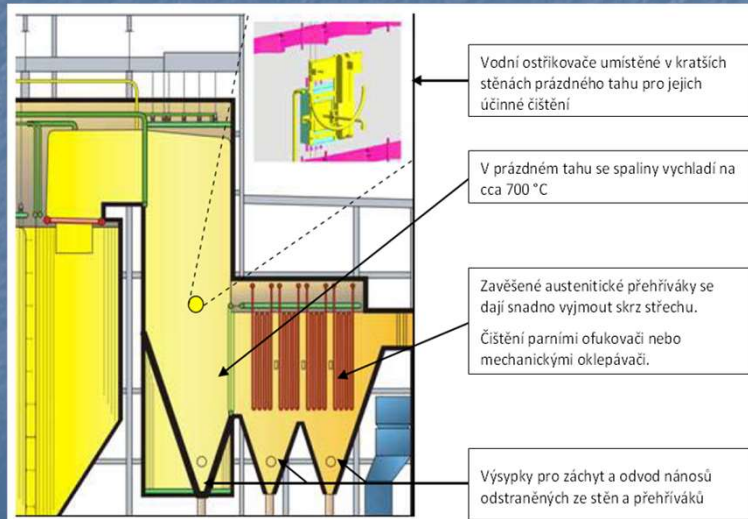 Vodní ostřikovače umístěné v kratších
stěnách prázdného tahu pro jejich
účinné čištění
V prázdném tahu se spaliny vychladí na
cca 700 °C
Zavěšené austenitické přehříváky se
dají snadno vyjmout skrz střechu.
Čištění parními ofukovači nebo
mechanickými oklepávači.
Výsypky pro záchyt a odvod nánosů
odstraněných ze stěn a přehříváků